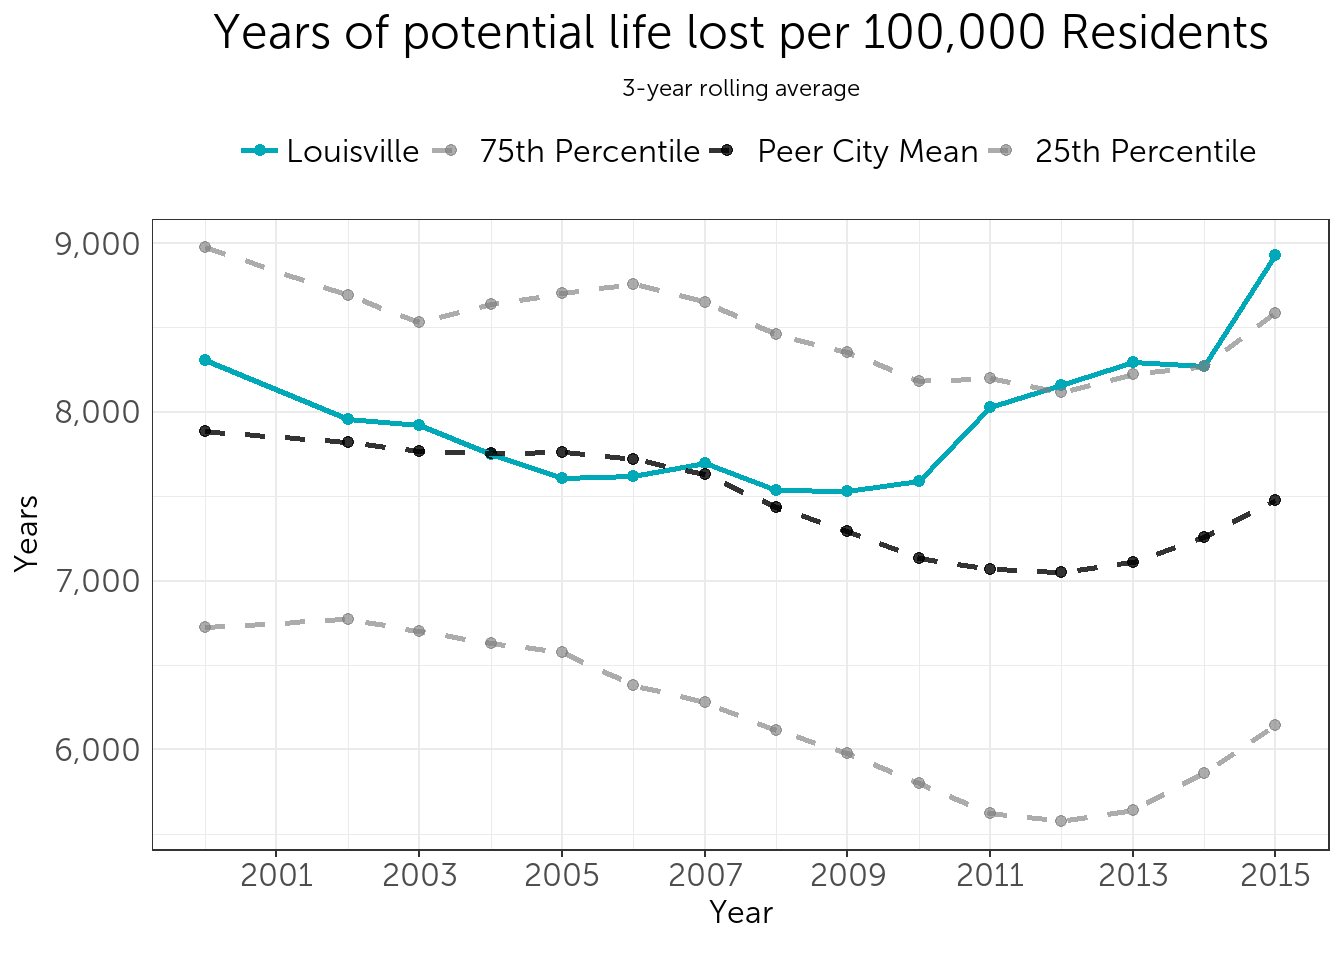 Years of potential life lost per 100,000 Residents
3-year rolling average
Louisville 75th Percentile Peer City Mean 25th Percentile
9,000
8,000
7,000
6,000
Years
2001 2003 2005 2007 2009 2011 2013 2015
Year